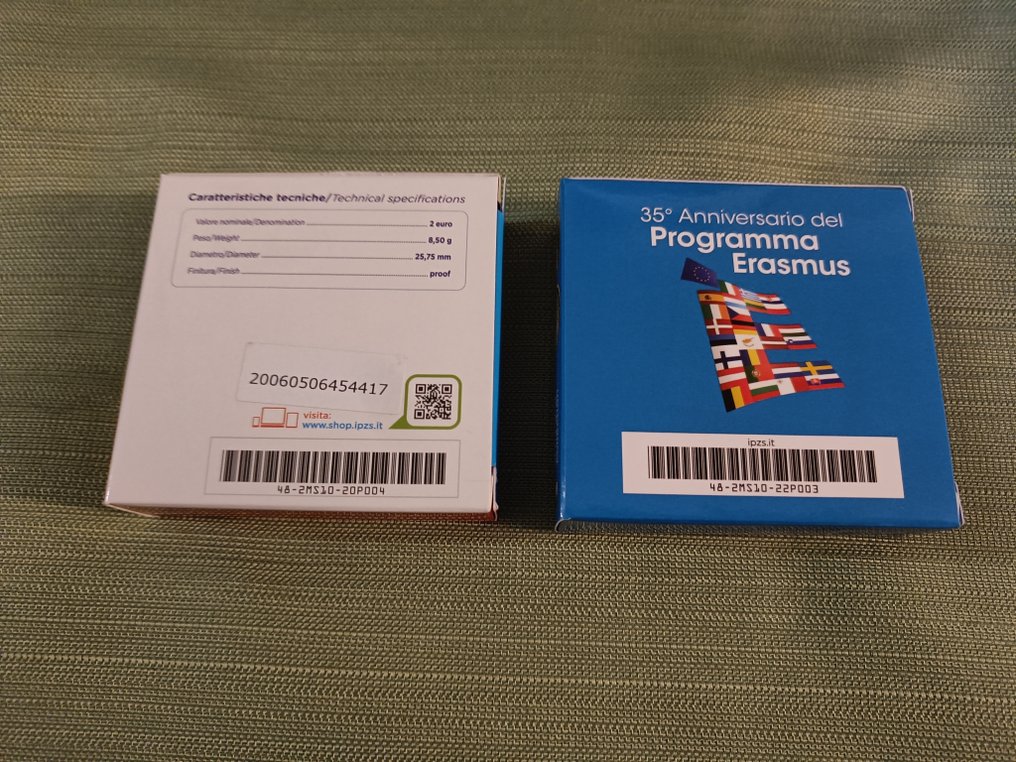 Caratteristiche tecniche/Technical specifications
Valore nominale/Denomination 2 euro
Peso/Weight 8,50 g
Diametro/Diameter 25,75 mm
Finitura/Finish proof
20060506454417
visita:
www.shop.ipzs.it
48-2MS10-20P004
35° Anniversario del
Programma
Erasmus
ipzs.it
48-2MS10-22P003